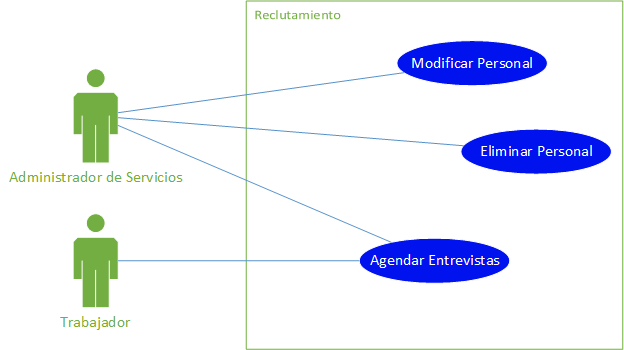 Reclutamiento
Modificar Personal
Eliminar Personal
Administrador de Servicios
Agendar Entrevistas
Trabajador